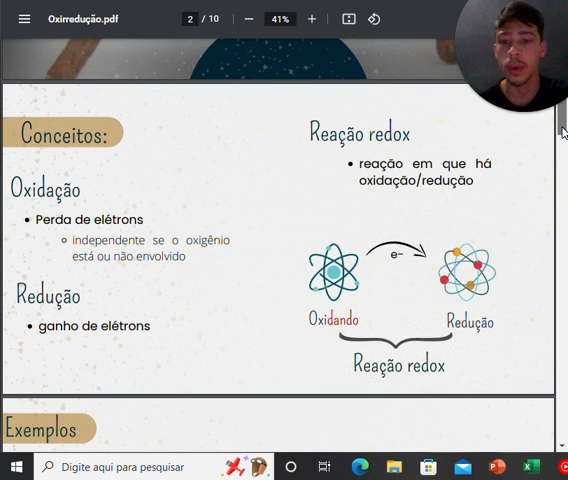 Oxirredução.pdf
2 / 10
41%
Conceitos:
Oxidação
Perda de elétrons
independente se o oxigênio
está ou não envolvido
Redução
ganho de elétrons
Reação redox
reação em que há
oxidação/redução
e-
Oxidando
Redução
Reação redox
Exemplos
Digite aqui para pesquisar